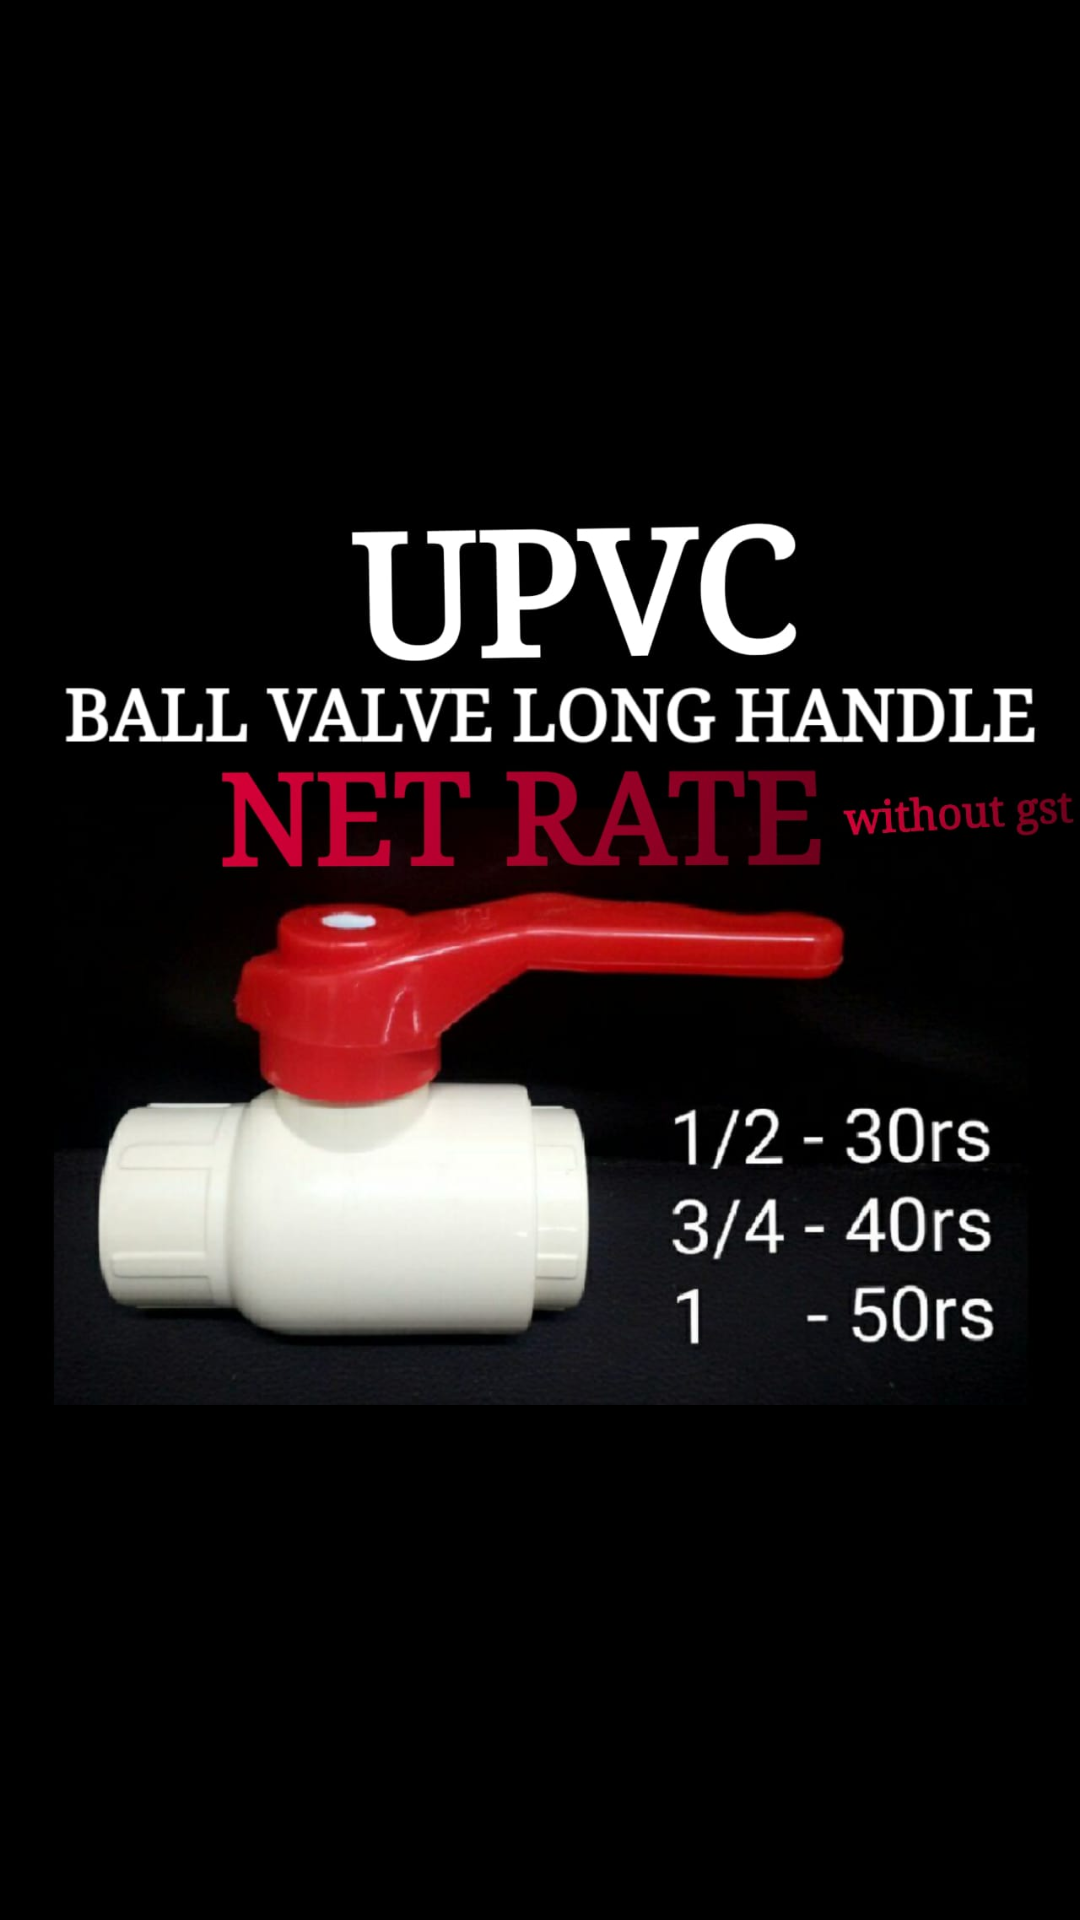 UPVC
BALL VALVE LONG HANDLE
NET RATE without gst
1/2 - 30rs
3/4 - 40rs
1 - 50rs